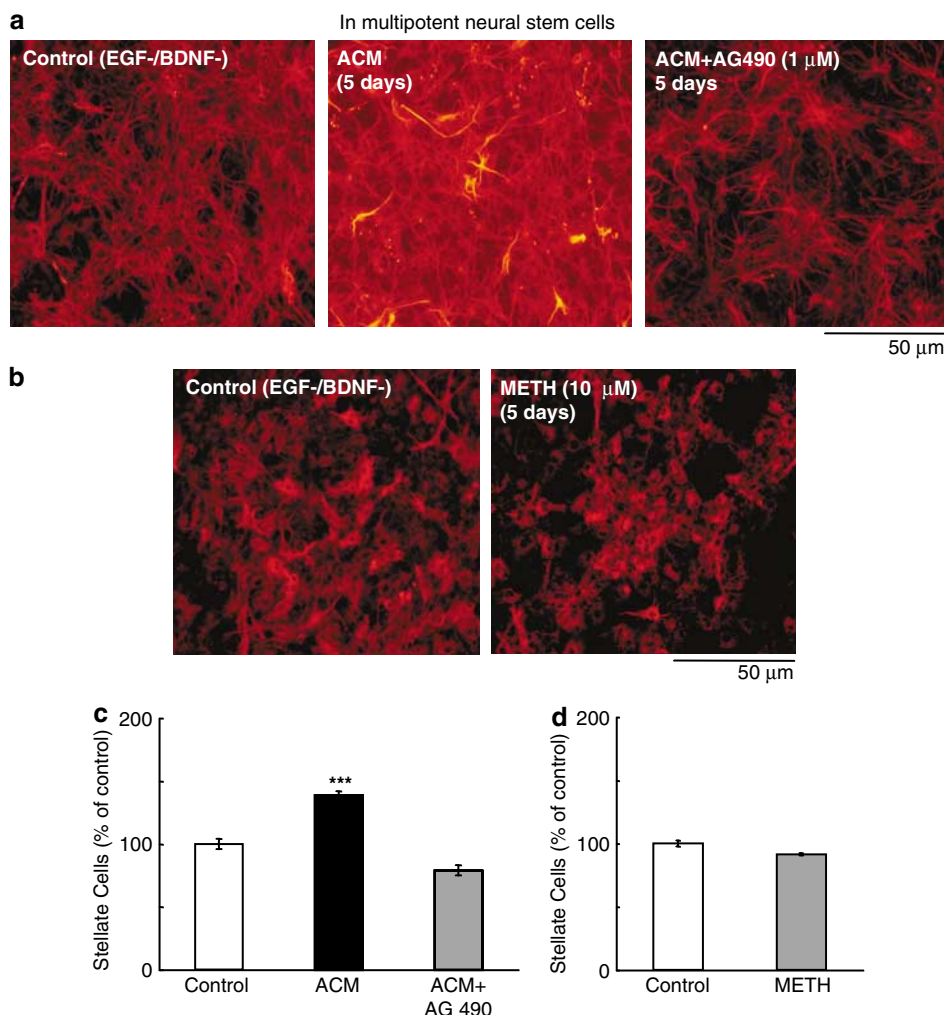 a
In multipotent neural stem cells
Control (EGF-/BDNF-)
ACM
(5 days)
ACM+AG490 (1 μM)
5 days
50 μm
b
Control (EGF-/BDNF-)
METH (10 μM)
(5 days)
50 μm
c
Stellate Cells (% of control)
200
100
0
***
Control
ACM
ACM+
AG 490
d
Stellate Cells (% of control)
200
100
0
Control
METH